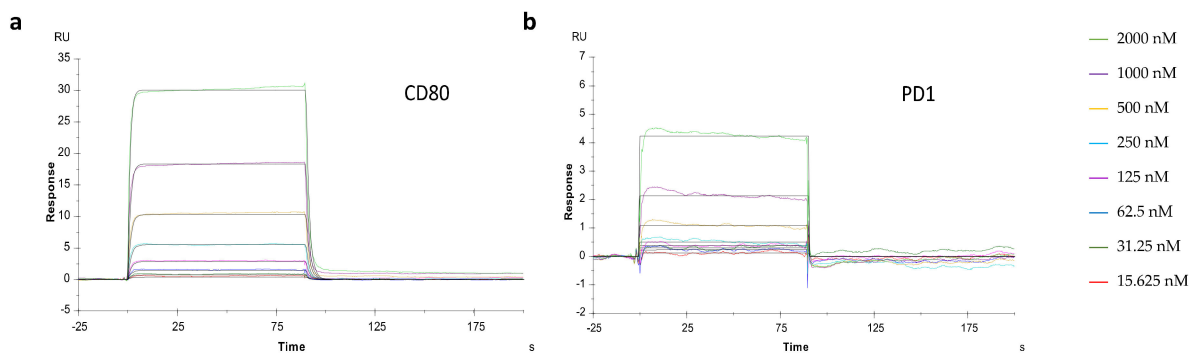 a
RU
35
30
25
20
15
10
5
0
-5
Response
-25
25
75
125
175
Time
s
CD80
b
RU
7
6
5
4
3
2
1
0
-1
-2
Response
-25
25
75
125
175
Time
s
PD1
2000 nM
1000 nM
500 nM
250 nM
125 nM
62.5 nM
31.25 nM
15.625 nM